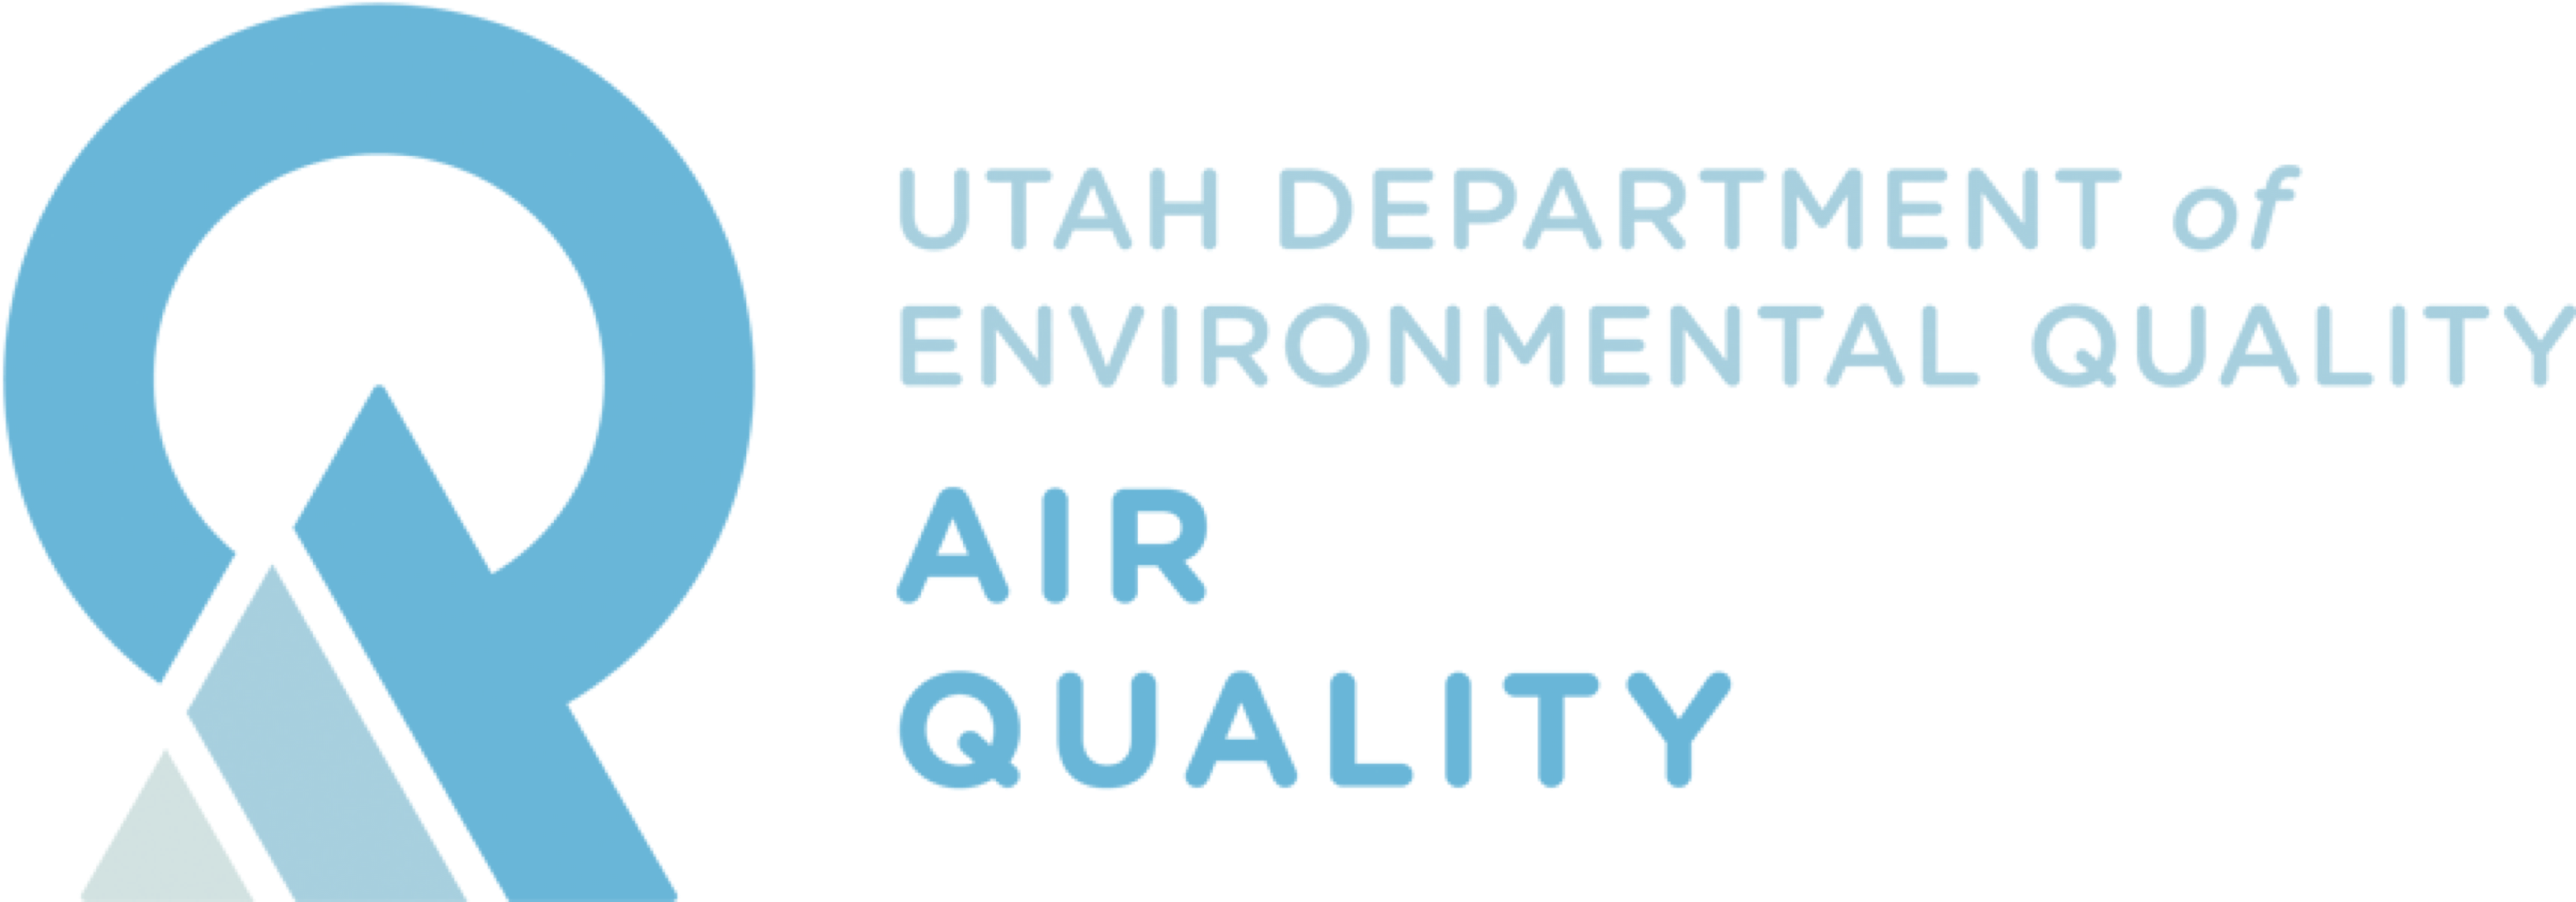 UTAH DEPARTMENT of
ENVIRONMENTAL QUALITY
AIR
QUALITY